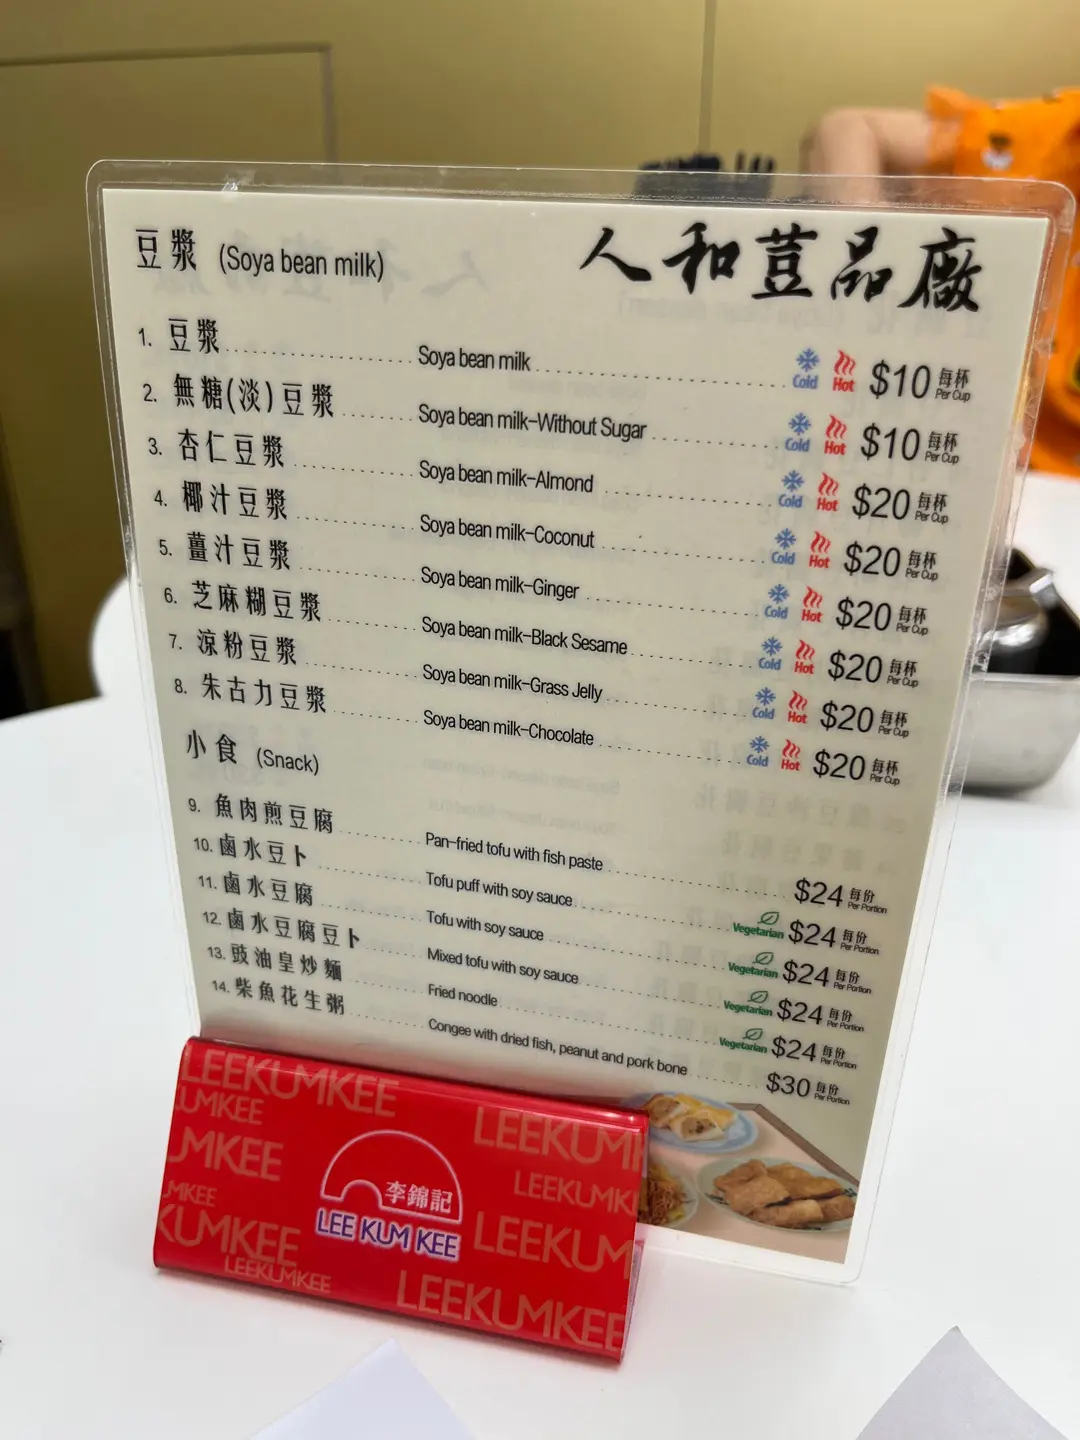 豆漿 (Soya bean milk) 人和荳品廠
1. 豆漿 Soya bean milk Cold Hot $10 每杯 Per Cup
2. 無糖(淡)豆漿 Soya bean milk-Without Sugar Cold Hot $10 每杯 Per Cup
3. 杏仁豆漿 Soya bean milk-Almond Cold Hot $20 每杯 Per Cup
4. 椰汁豆漿 Soya bean milk-Coconut Cold Hot $20 每杯 Per Cup
5. 薑汁豆漿 Soya bean milk-Ginger Cold Hot $20 每杯 Per Cup
6. 芝麻糊豆漿 Soya bean milk-Black Sesame Cold Hot $20 每杯 Per Cup
7. 涼粉豆漿 Soya bean milk-Grass Jelly Cold Hot $20 每杯 Per Cup
8. 朱古力豆漿 Soya bean milk-Chocolate Cold Hot $20 每杯 Per Cup
小食 (Snack)
9. 魚肉煎豆腐 Pan-fried tofu with fish paste $24 每份 Per Portion
10. 鹵水豆卜 Tofu puff with soy sauce Vegetarian $24 每份 Per Portion
11. 鹵水豆腐 Tofu with soy sauce Vegetarian $24 每份 Per Portion
12. 鹵水豆腐豆卜 Mixed tofu with soy sauce Vegetarian $24 每份 Per Portion
13. 豉油皇炒麵 Fried noodle Vegetarian $24 每份 Per Portion
14. 柴魚花生粥 Congee with dried fish, peanut and pork bone $30 每份 Per Portion
LEEKUMKEE
李錦記
LEE KUM KEE
LEEKUMKEE
LEEKUMKEE